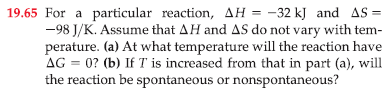 19.65 For a particular reaction, ΔH = −32 kJ and ΔS =
−98 J/K. Assume that ΔH and ΔS do not vary with tem-
perature. (a) At what temperature will the reaction have
ΔG = 0? (b) If T is increased from that in part (a), will
the reaction be spontaneous or nonspontaneous?